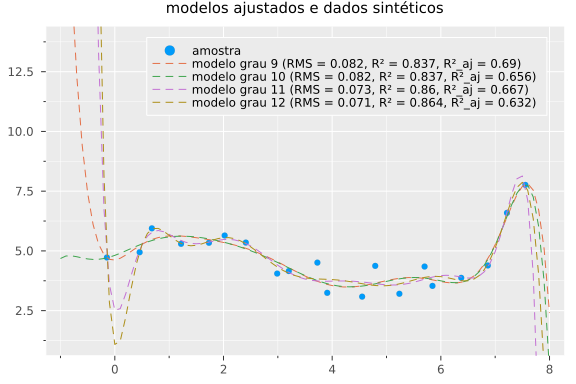 modelos ajustados e dados sintéticos
amostra
modelo grau 9 (RMS = 0.082, R² = 0.837, R²_aj = 0.69)
modelo grau 10 (RMS = 0.082, R² = 0.837, R²_aj = 0.656)
modelo grau 11 (RMS = 0.073, R² = 0.86, R²_aj = 0.667)
modelo grau 12 (RMS = 0.071, R² = 0.864, R²_aj = 0.632)
12.5
10.0
7.5
5.0
2.5
0 2 4 6 8